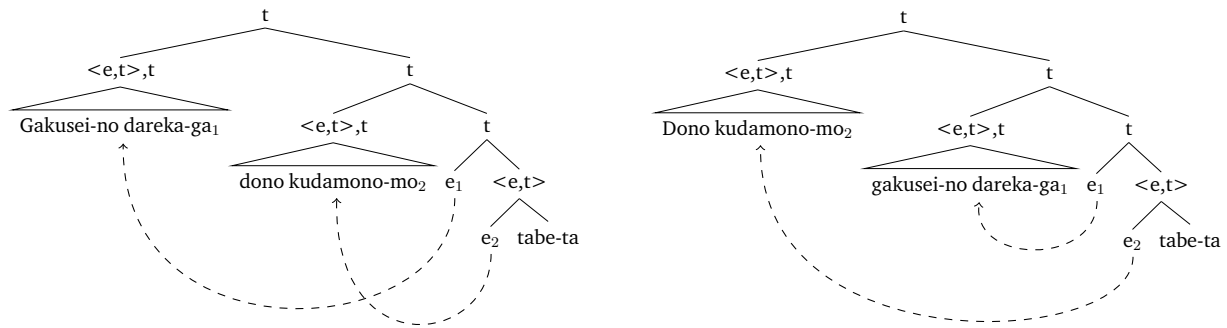 t
t
<e,t>,t
t
<e,t>,t
t
Gakusei-no dareka-ga₁
<e,t>,t
t
Dono kudamono-mo₂
<e,t>,t
t
dono kudamono-mo₂
e₁
<e,t>
gakusei-no dareka-ga₁
e₁
<e,t>
e₂
tabe-ta
e₂
tabe-ta